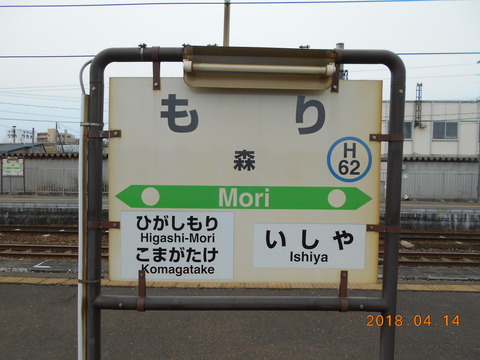 もり
森
H
62
Mori
ひがしもり
Higashi-Mori
こまがたけ
Komagatake
いしや
Ishiya
2018.04.14